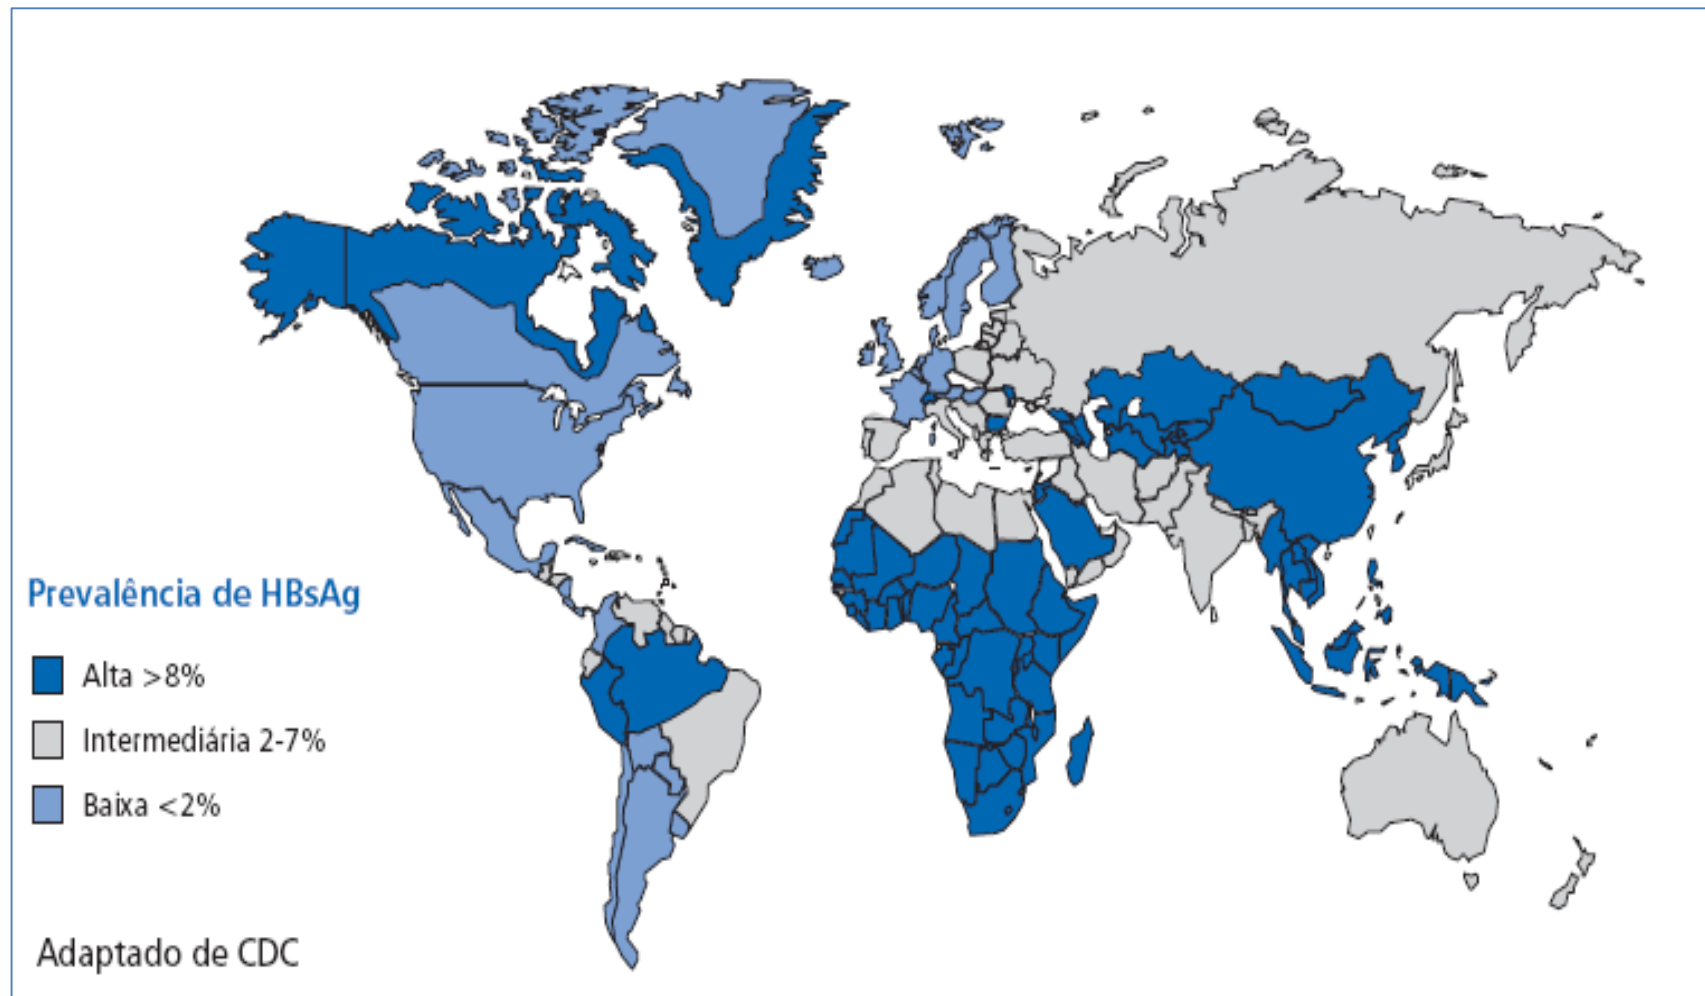 Prevalência de HBsAg
Alta >8%
Intermediária 2-7%
Baixa <2%
Adaptado de CDC